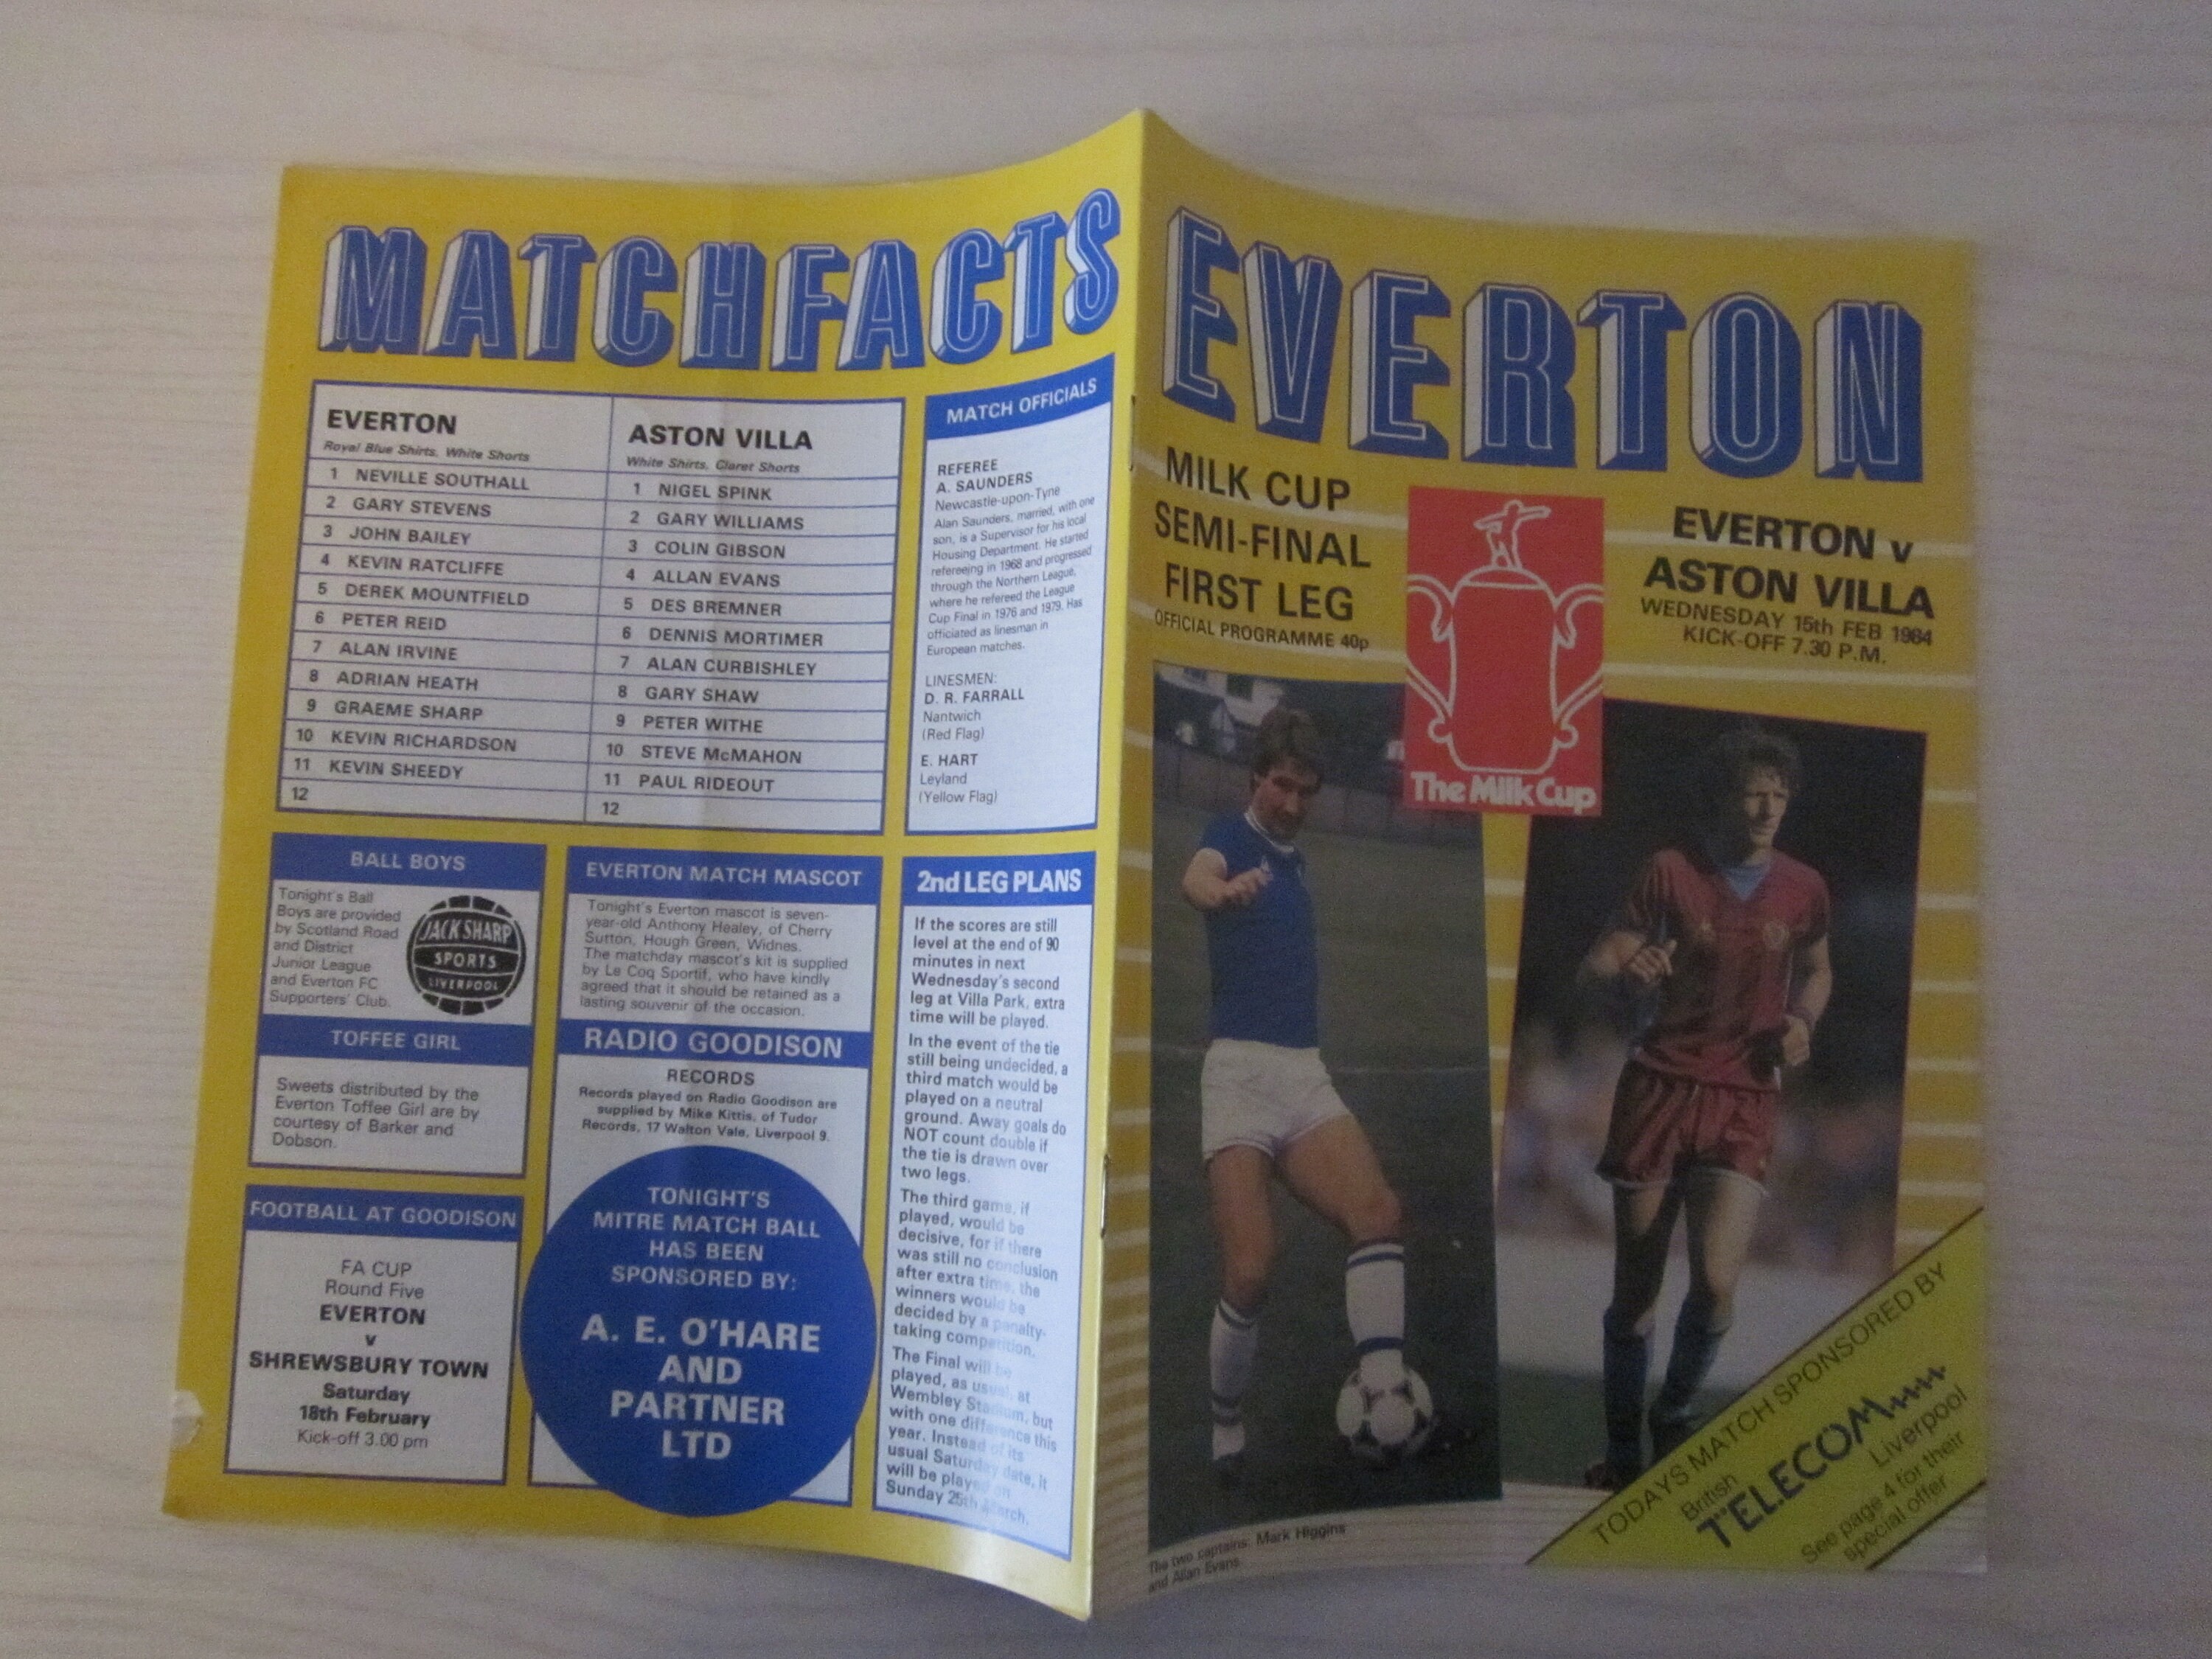 MATCHFACTS
EVERTON
Royal Blue Shirts, White Shorts
1 NEVILLE SOUTHALL
2 GARY STEVENS
3 JOHN BAILEY
4 KEVIN RATCLIFFE
5 DEREK MOUNTFIELD
6 PETER REID
7 ALAN IRVINE
8 ADRIAN HEATH
9 GRAEME SHARP
10 KEVIN RICHARDSON
11 KEVIN SHEEDY
12
ASTON VILLA
White Shirts, Claret Shorts
1 NIGEL SPINK
2 GARY WILLIAMS
3 COLIN GIBSON
4 ALLAN EVANS
5 DES BREMNER
6 DENNIS MORTIMER
7 ALAN CURBISHLEY
8 GARY SHAW
9 PETER WITHE
10 STEVE McMAHON
11 PAUL RIDEOUT
12
MATCH OFFICIALS
REFEREE
A. SAUNDERS
Newcastle-upon-Tyne
Alan Saunders, married, with one
son, is a Supervisor for his local
Housing Department. He started
refereeing in 1968 and progressed
through the Northern League,
where he refereed the League
Cup Final in 1976 and 1979. Has
officiated as linesman in
European matches.
LINESMEN:
D. R. FARRALL
Nantwich
(Red Flag)
E. HART
Leyland
(Yellow Flag)
BALL BOYS
Tonight's Ball
Boys are provided
by Scotland Road
and District
Junior League
and Everton FC
Supporters' Club.
JACK SHARP
SPORTS
LIVERPOOL
TOFFEE GIRL
Sweets distributed by the
Everton Toffee Girl are by
courtesy of Barker and
Dobson.
FOOTBALL AT GOODISON
FA CUP
Round Five
EVERTON
v
SHREWSBURY TOWN
Saturday
18th February
Kick-off 3.00 pm
EVERTON MATCH MASCOT
Tonight's Everton mascot is seven-
year-old Anthony Healey, of Cherry
Sutton, Hough Green, Widnes.
The matchday mascot's kit is supplied
by Le Coq Sportif, who have kindly
agreed that it should be retained as a
lasting souvenir of the occasion.
RADIO GOODISON
RECORDS
Records played on Radio Goodison are
supplied by Mike Kittis, of Tudor
Records, 17 Walton Vale, Liverpool 9.
TONIGHT'S
MITRE MATCH BALL
HAS BEEN
SPONSORED BY:
A. E. O'HARE
AND
PARTNER
LTD
2nd LEG PLANS
If the scores are still
level at the end of 90
minutes in next
Wednesday's second
leg at Villa Park, extra
time will be played.
In the event of the tie
still being undecided, a
third match would be
played on a neutral
ground. Away goals do
NOT count double if
the tie is drawn over
two legs.
The third game, if
played, would be
decisive, for if there
was still no conclusion
after extra time, the
winners would be
decided by a penalty-
taking competition.
The Final will be
played, as usual, at
Wembley Stadium, but
with one difference this
year. Instead of its
usual Saturday date, it
will be played on
Sunday 25th March.
EVERTON
MILK CUP
SEMI-FINAL
FIRST LEG
OFFICIAL PROGRAMME 40p
The Milk Cup
EVERTON v
ASTON VILLA
WEDNESDAY 15th FEB 1984
KICK-OFF 7.30 P.M.
The two captains: Mark Higgins
and Allan Evans
TODAYS MATCH SPONSORED BY
British
TELECOM
Liverpool
See page 4 for their
special offer